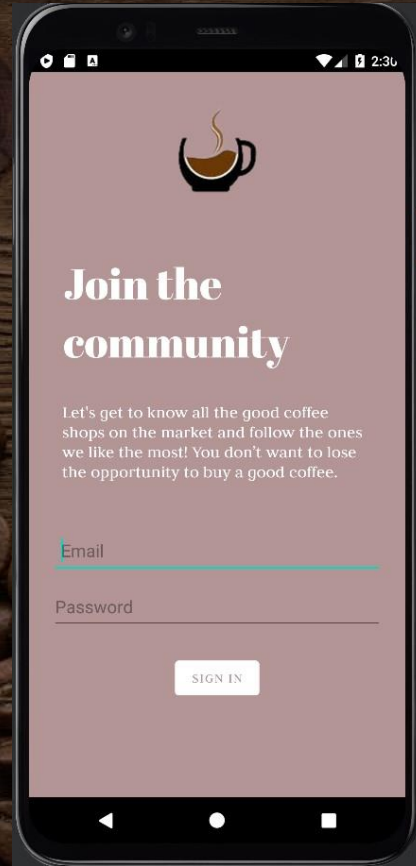 2:30
Join the
community
Let's get to know all the good coffee
shops on the market and follow the ones
we like the most! You don't want to lose
the opportunity to buy a good coffee.
Email
Password
SIGN IN